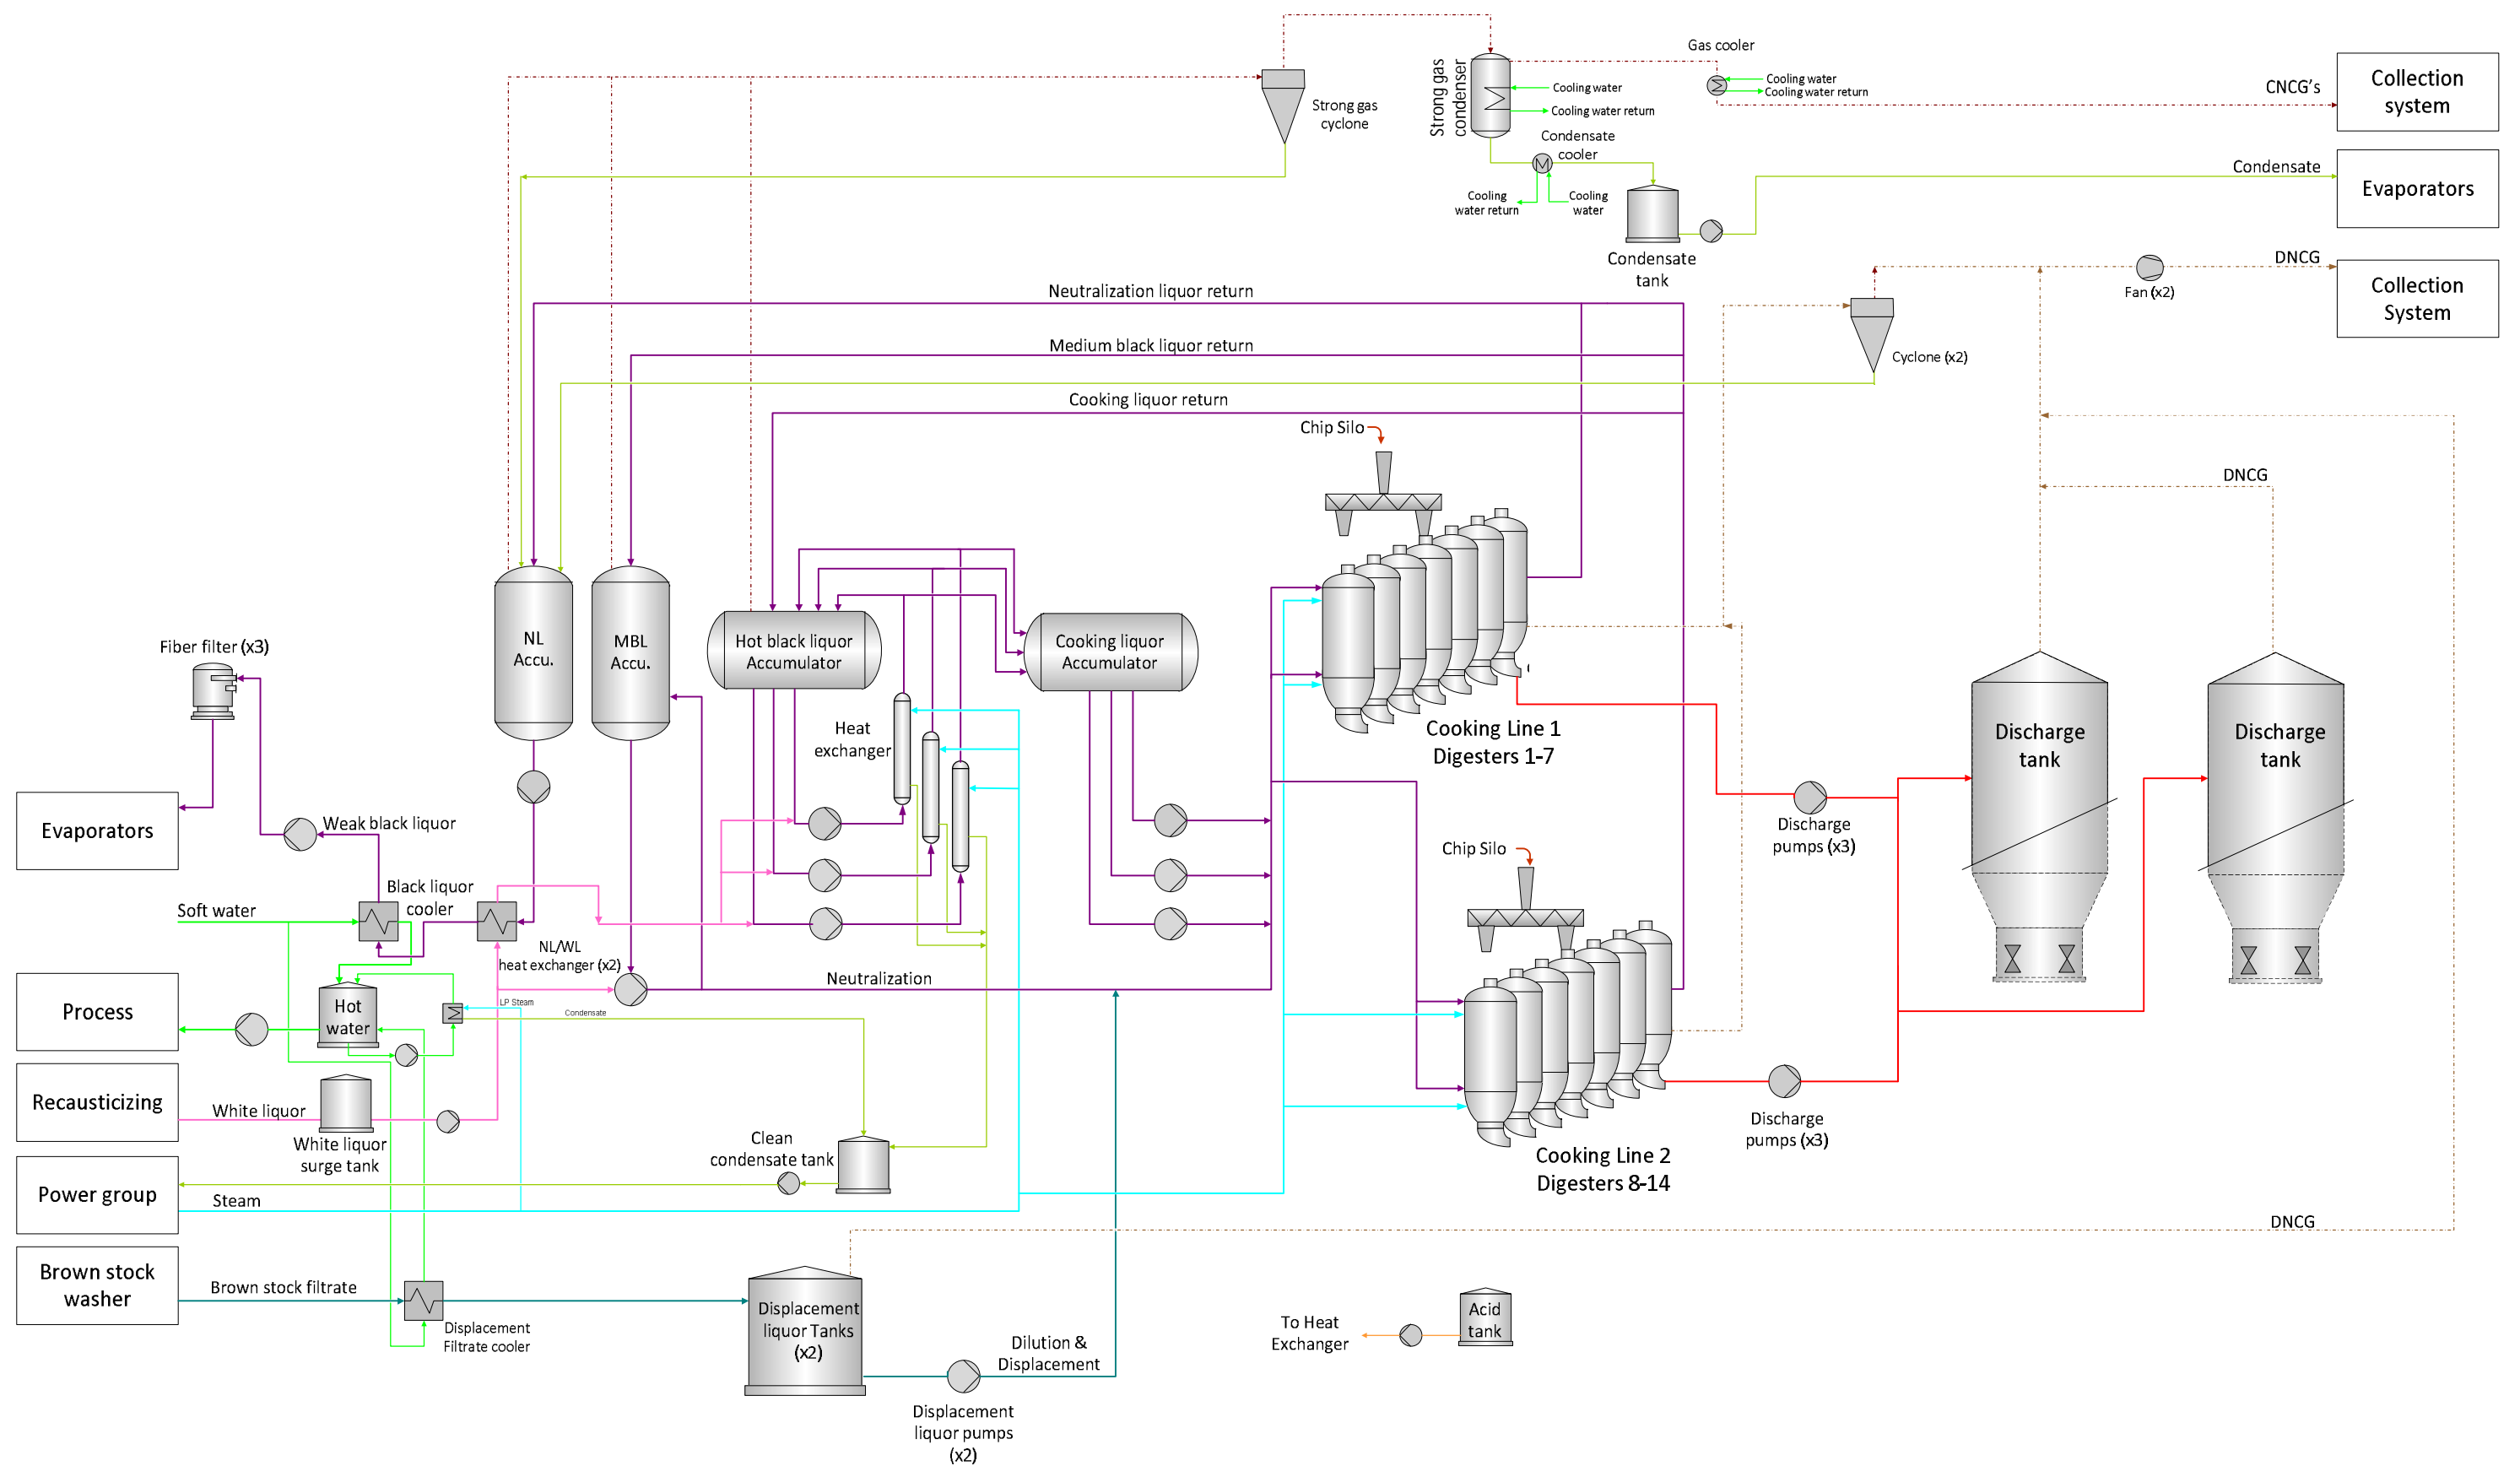 Gas cooler
Strong gas
condenser
Cooling water
Cooling water return
Cooling water
Cooling water return
CNCG's
Collection
system
Strong gas
cyclone
Condensate
cooler
Cooling
water return
Cooling
water
Condensate
Evaporators
Condensate
tank
DNCG
Fan (x2)
Collection
System
Neutralization liquor return
Medium black liquor return
Cyclone (x2)
Cooking liquor return
Chip Silo
DNCG
Fiber filter (x3)
NL
Accu.
MBL
Accu.
Hot black liquor
Accumulator
Cooking liquor
Accumulator
Heat
exchanger
Cooking Line 1
Digesters 1-7
Discharge
tank
Discharge
tank
Evaporators
Weak black liquor
Discharge
pumps (x3)
Chip Silo
Black liquor
cooler
Soft water
NL/WL
heat exchanger (x2)
Neutralization
Process
Hot
water
LP Steam
Condensate
Recausticizing
White liquor
White liquor
surge tank
Clean
condensate tank
Discharge
pumps (x3)
Cooking Line 2
Digesters 8-14
Power group
Steam
DNCG
Brown stock
washer
Brown stock filtrate
Displacement
Filtrate cooler
Displacement
liquor Tanks
(x2)
Dilution &
Displacement
To Heat
Exchanger
Acid
tank
Displacement
liquor pumps
(x2)